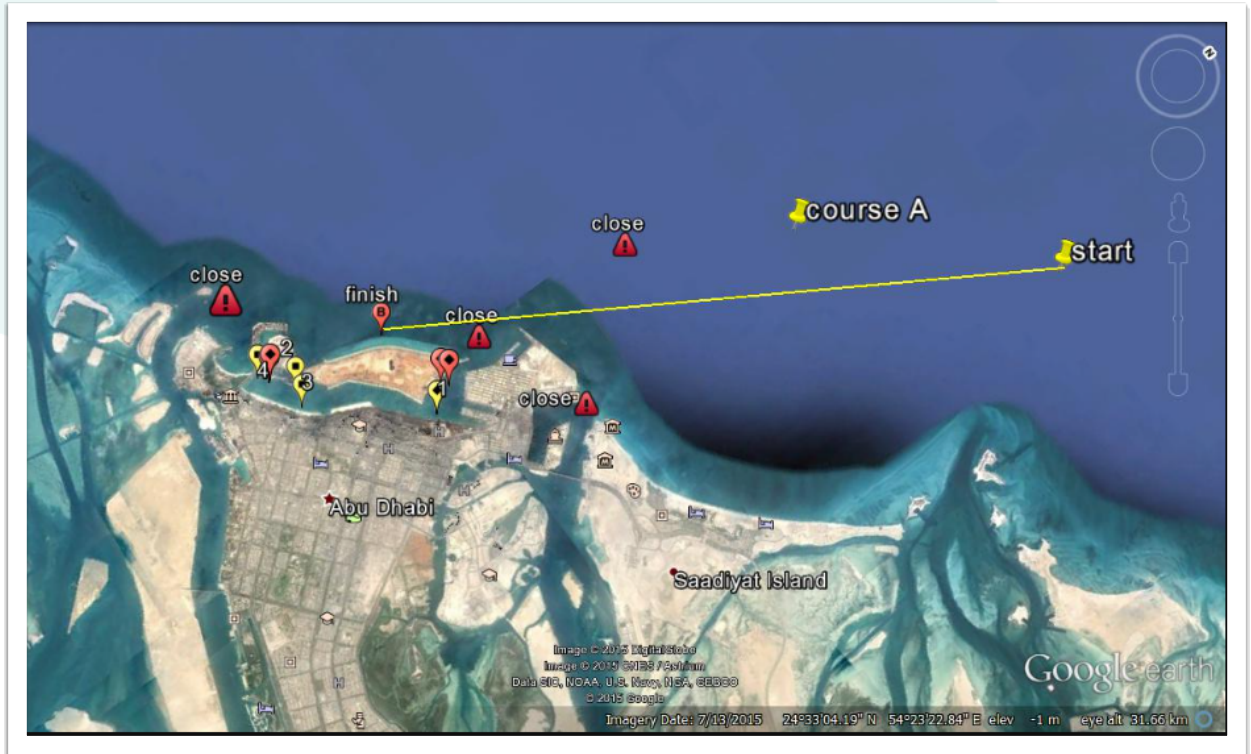 N
course A
close
start
close
finish
B
close
2
4
3
1
close
M
H
H
M
Abu Dhabi
H
Saadiyat Island
H
Image © 2015 DigitalGlobe
Image © 2015 CNES / Astrium
Data SIO, NOAA, U.S. Navy, NGA, GEBCO
© 2015 Google
Google earth
Imagery Date: 7/13/2015 24°33'04.19" N 54°23'22.84" E elev -1 m eye alt 31.66 km